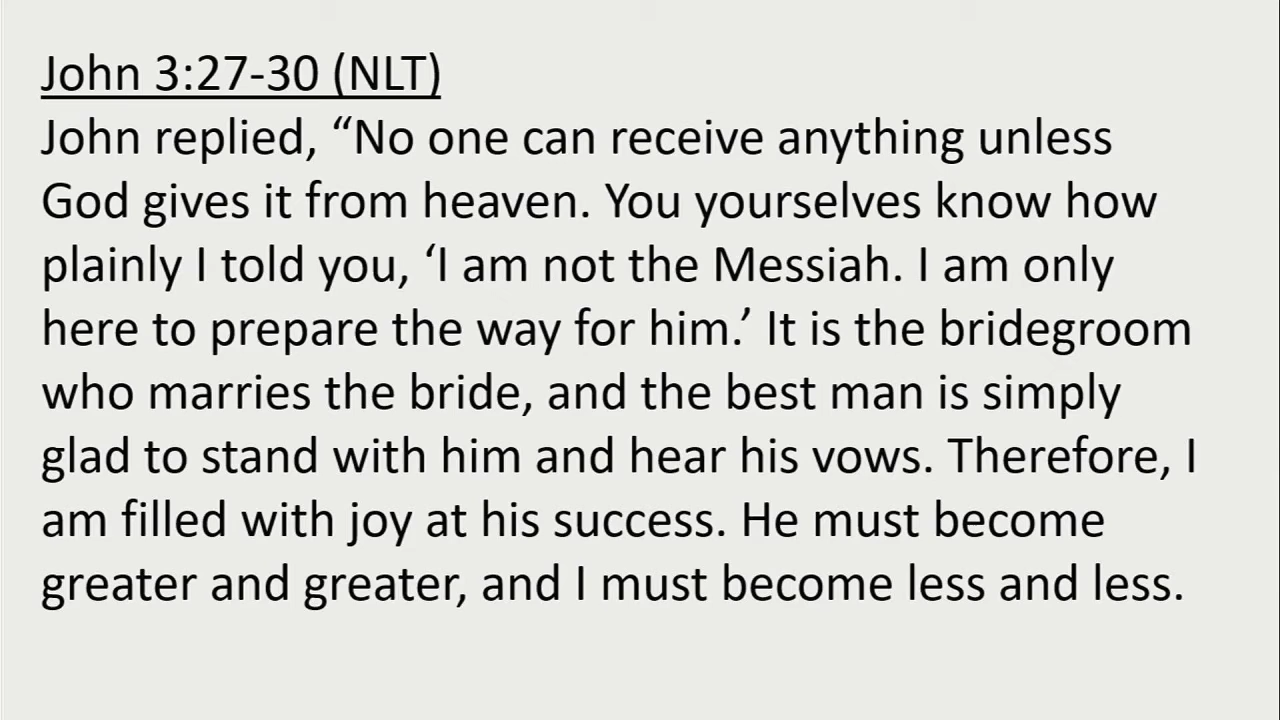 John 3:27-30 (NLT)
John replied, “No one can receive anything unless
God gives it from heaven. You yourselves know how
plainly I told you, ‘I am not the Messiah. I am only
here to prepare the way for him.’ It is the bridegroom
who marries the bride, and the best man is simply
glad to stand with him and hear his vows. Therefore, I
am filled with joy at his success. He must become
greater and greater, and I must become less and less.